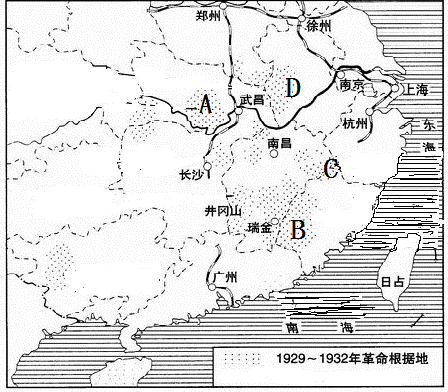 郑州
徐州
A
D
南京
上海
武昌
杭州
东
海
南昌
长沙
C
井冈山
瑞金
B
广州
日占
南 海
1929～1932年革命根据地